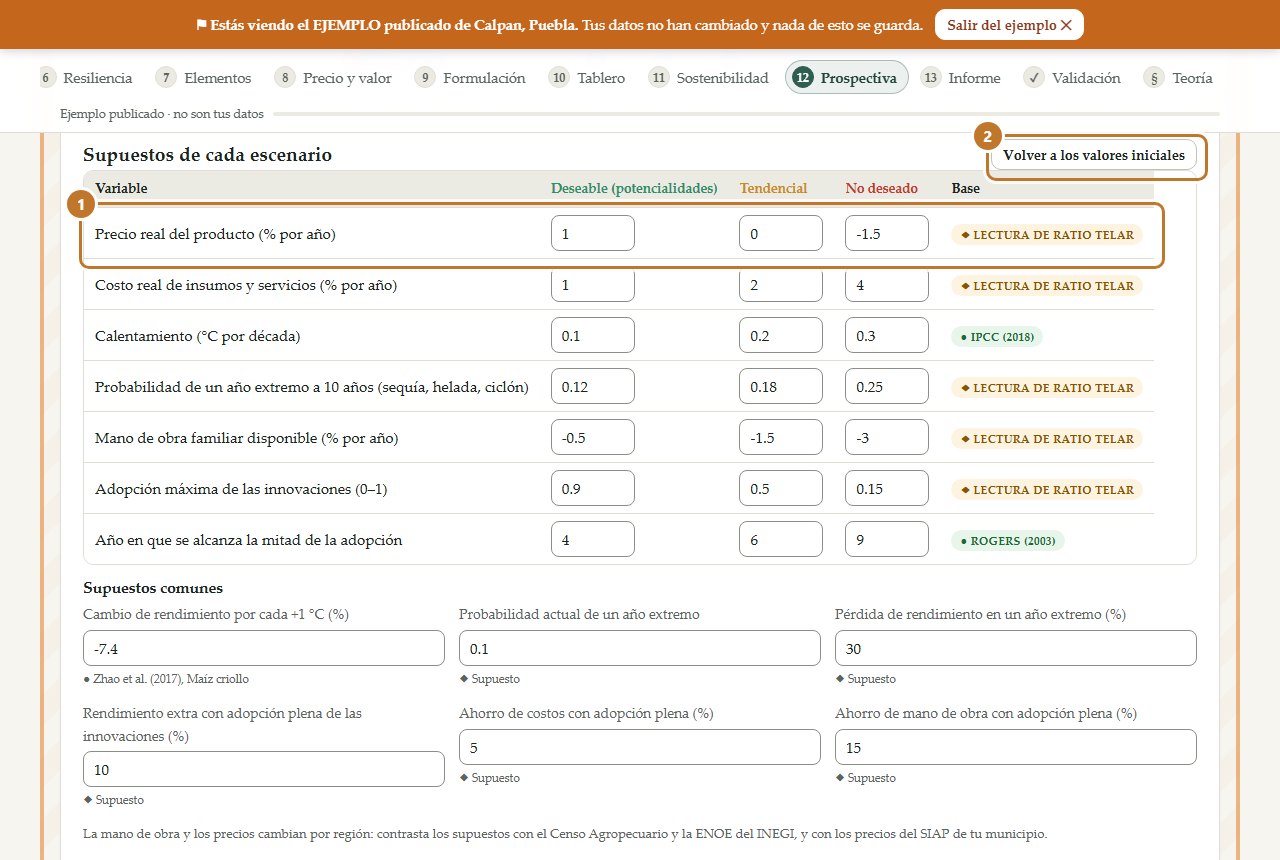 ⚑ Estás viendo el EJEMPLO publicado de Calpan, Puebla. Tus datos no han cambiado y nada de esto se guarda. Salir del ejemplo ✕
6 Resiliencia 7 Elementos 8 Precio y valor 9 Formulación 10 Tablero 11 Sostenibilidad 12 Prospectiva 13 Informe ✓ Validación § Teoría
Ejemplo publicado · no son tus datos
Supuestos de cada escenario
2
Volver a los valores iniciales
Variable Deseable (potencialidades) Tendencial No deseado Base
1
Precio real del producto (% por año) 1 0 -1.5 ◆ LECTURA DE RATIO TELAR
Costo real de insumos y servicios (% por año) 1 2 4 ◆ LECTURA DE RATIO TELAR
Calentamiento (°C por década) 0.1 0.2 0.3 ● IPCC (2018)
Probabilidad de un año extremo a 10 años (sequía, helada, ciclón) 0.12 0.18 0.25 ◆ LECTURA DE RATIO TELAR
Mano de obra familiar disponible (% por año) -0.5 -1.5 -3 ◆ LECTURA DE RATIO TELAR
Adopción máxima de las innovaciones (0–1) 0.9 0.5 0.15 ◆ LECTURA DE RATIO TELAR
Año en que se alcanza la mitad de la adopción 4 6 9 ● ROGERS (2003)
Supuestos comunes
Cambio de rendimiento por cada +1 °C (%) Probabilidad actual de un año extremo Pérdida de rendimiento en un año extremo (%)
-7.4 0.1 30
● Zhao et al. (2017), Maíz criollo ◆ Supuesto ◆ Supuesto
Rendimiento extra con adopción plena de las
innovaciones (%)
10
◆ Supuesto
Ahorro de costos con adopción plena (%)
5
◆ Supuesto
Ahorro de mano de obra con adopción plena (%)
15
◆ Supuesto
La mano de obra y los precios cambian por región: contrasta los supuestos con el Censo Agropecuario y la ENOE del INEGI, y con los precios del SIAP de tu municipio.